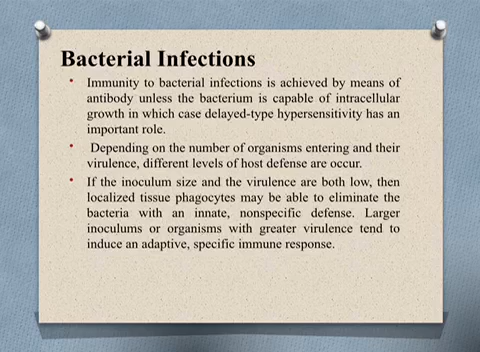 Bacterial Infections
• Immunity to bacterial infections is achieved by means of
antibody unless the bacterium is capable of intracellular
growth in which case delayed-type hypersensitivity has an
important role.
• Depending on the number of organisms entering and their
virulence, different levels of host defense are occur.
• If the inoculum size and the virulence are both low, then
localized tissue phagocytes may be able to eliminate the
bacteria with an innate, nonspecific defense. Larger
inoculums or organisms with greater virulence tend to
induce an adaptive, specific immune response.